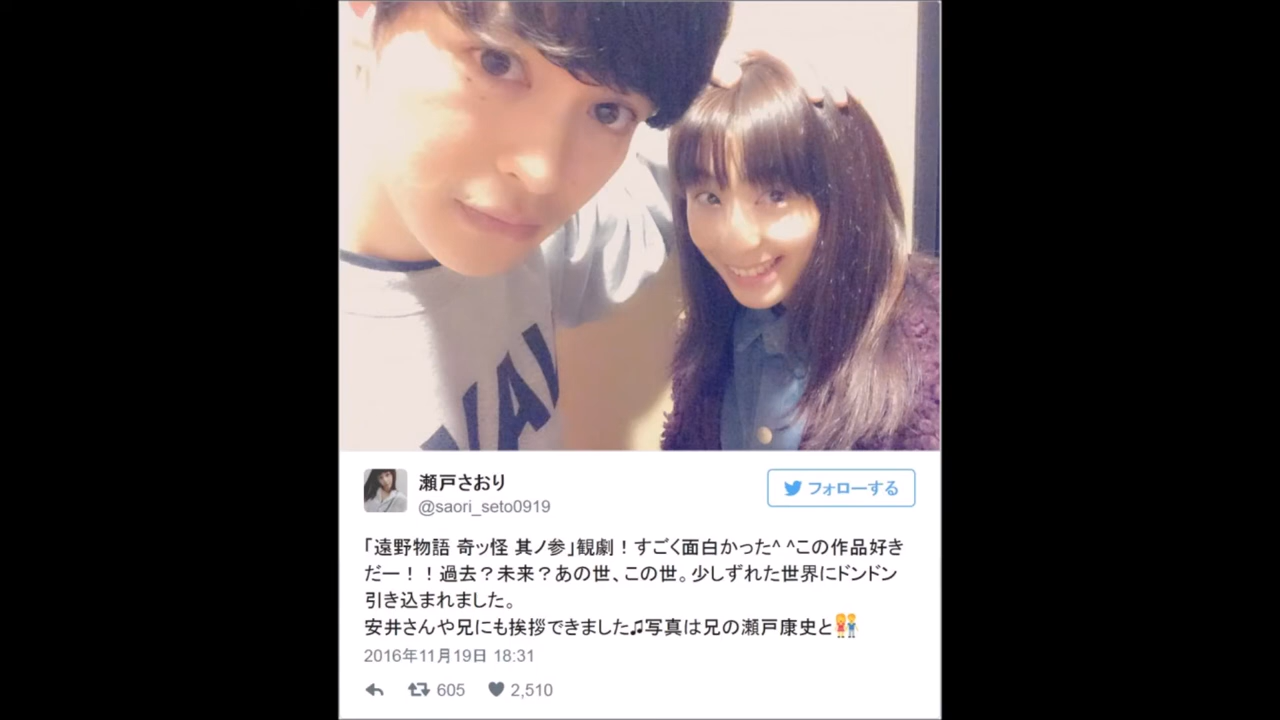 WAI
瀬戸さおり
フォローする
@saori_seto0919
「遠野物語 奇ッ怪 其ノ参」観劇！すごく面白かった^ ^この作品好き
だー！！過去？未来？あの世、この世。少しずれた世界にドンドン
引き込まれました。
安井さんや兄にも挨拶できました♫写真は兄の瀬戸康史と👫
2016年11月19日 18:31
605 2,510